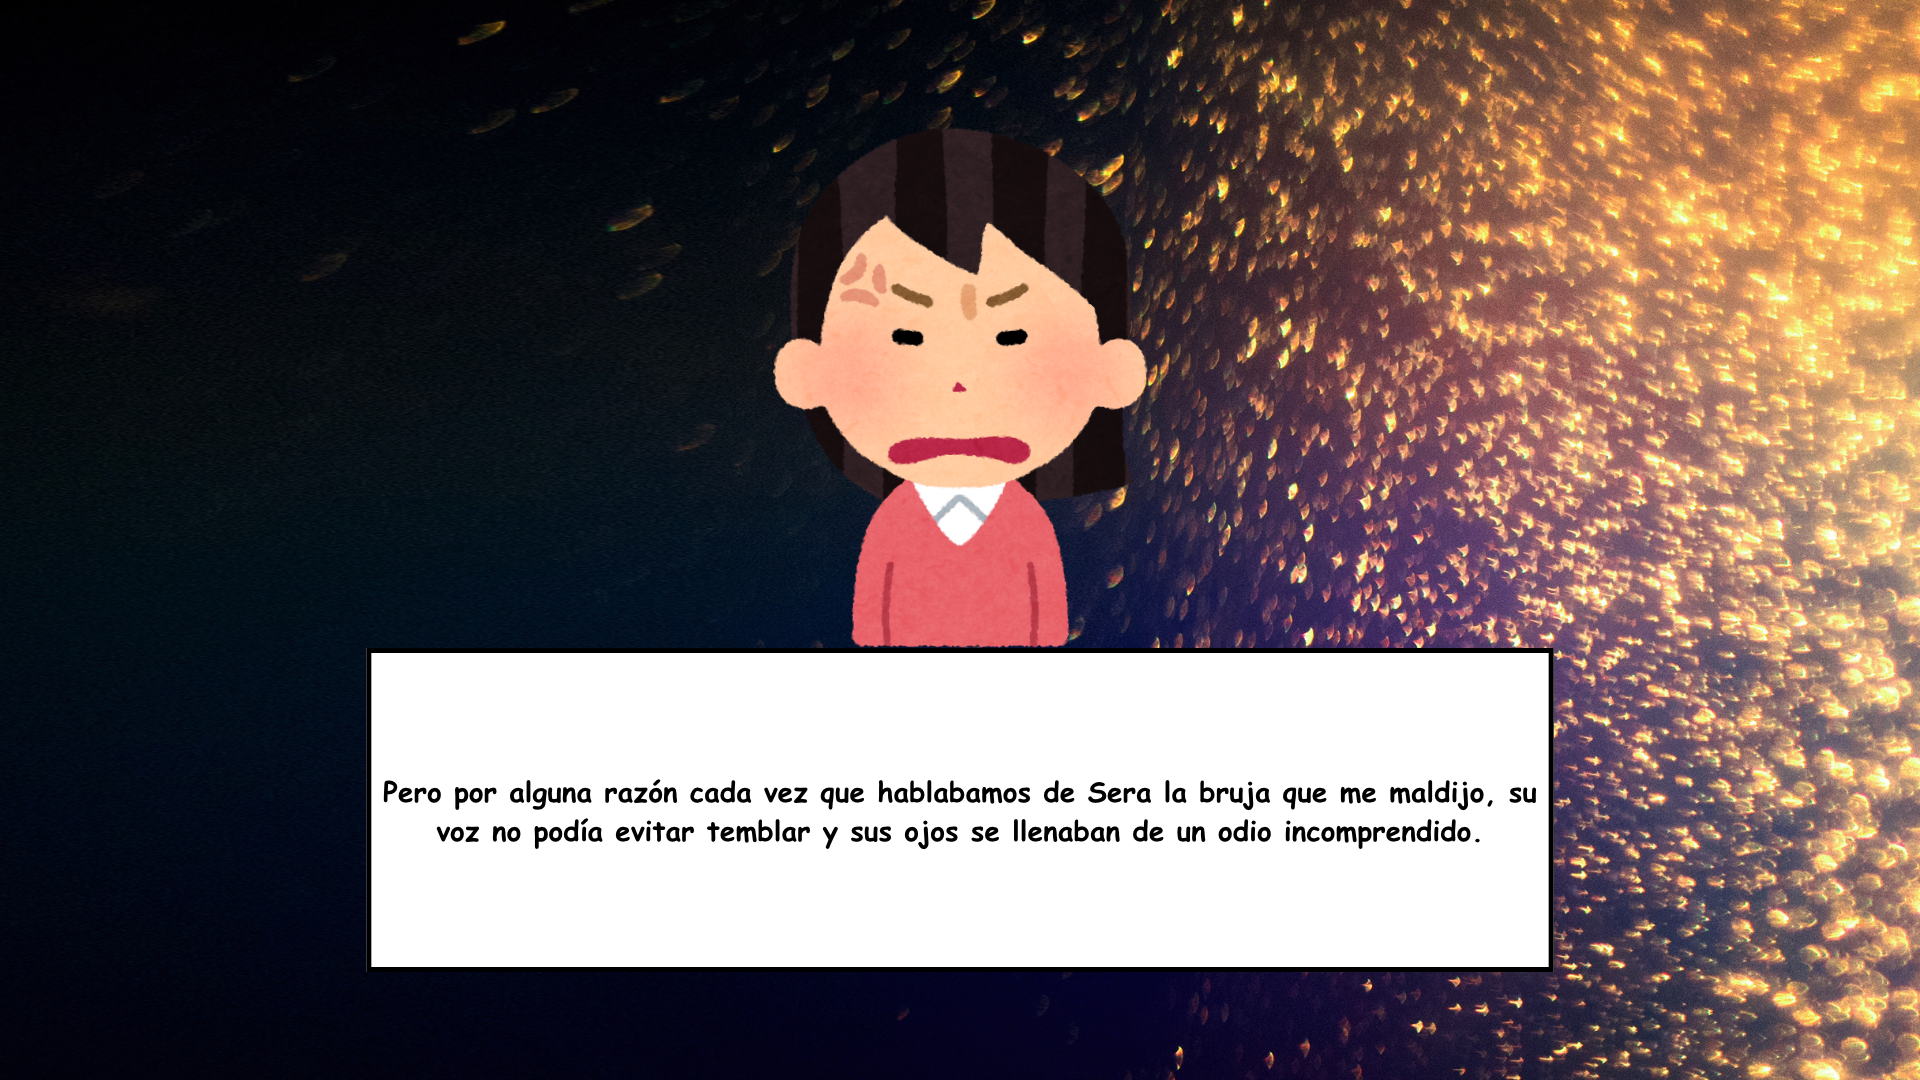 Pero por alguna razón cada vez que hablabamos de Sera la bruja que me maldijo, su
voz no podía evitar temblar y sus ojos se llenaban de un odio incomprendido.